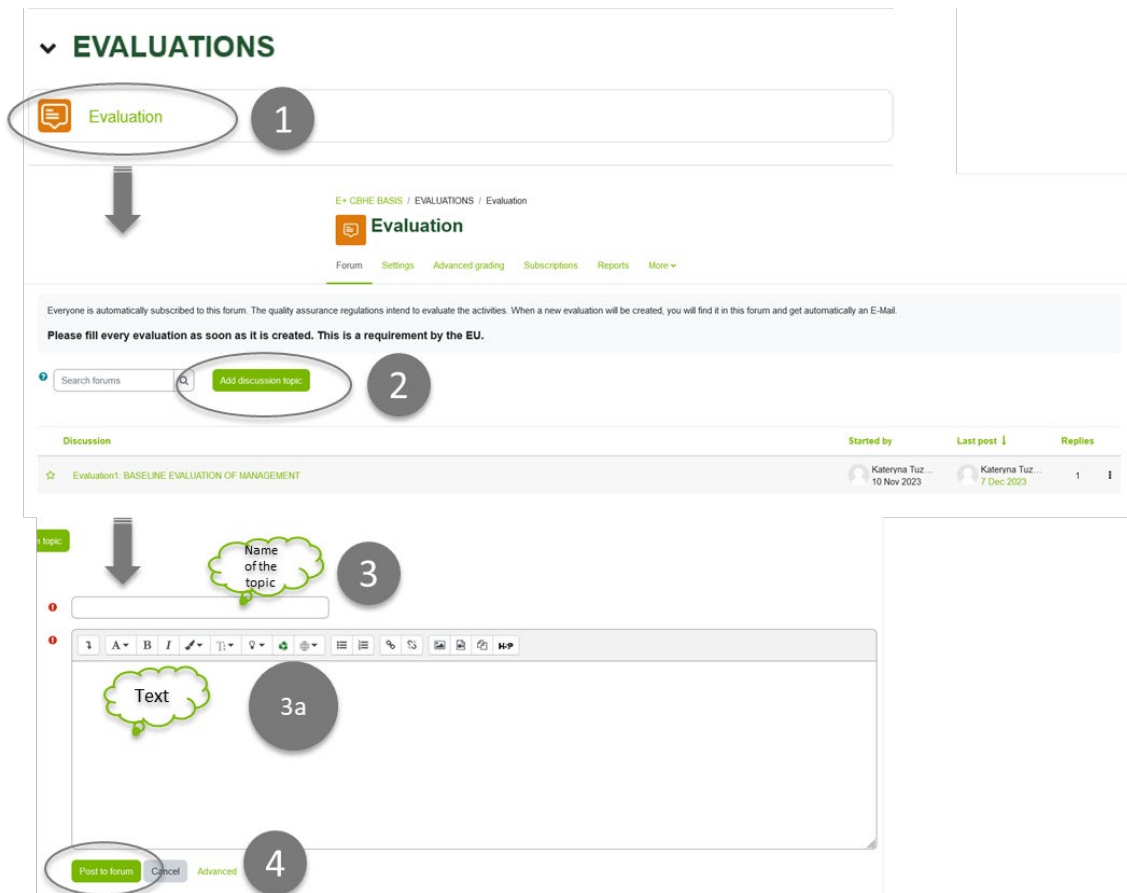 EVALUATIONS
Evaluation
1
E+ CBHE BASIS / EVALUATIONS / Evaluation
Evaluation
Forum Settings Advanced grading Subscriptions Reports More
Everyone is automatically subscribed to this forum. The quality assurance regulations intend to evaluate the activities. When a new evaluation will be created, you will find it in this forum and get automatically an E-Mail.
Please fill every evaluation as soon as it is created. This is a requirement by the EU.
Search forums Add discussion topic
2
Discussion Started by Last post ↓ Replies
Evaluation1: BASELINE EVALUATION OF MANAGEMENT Kateryna Tuz... Kateryna Tuz... 1
10 Nov 2023 7 Dec 2023
n topic
Name
of the
topic
3
A B I T: H-P
Text
3a
Post to forum Cancel Advanced
4